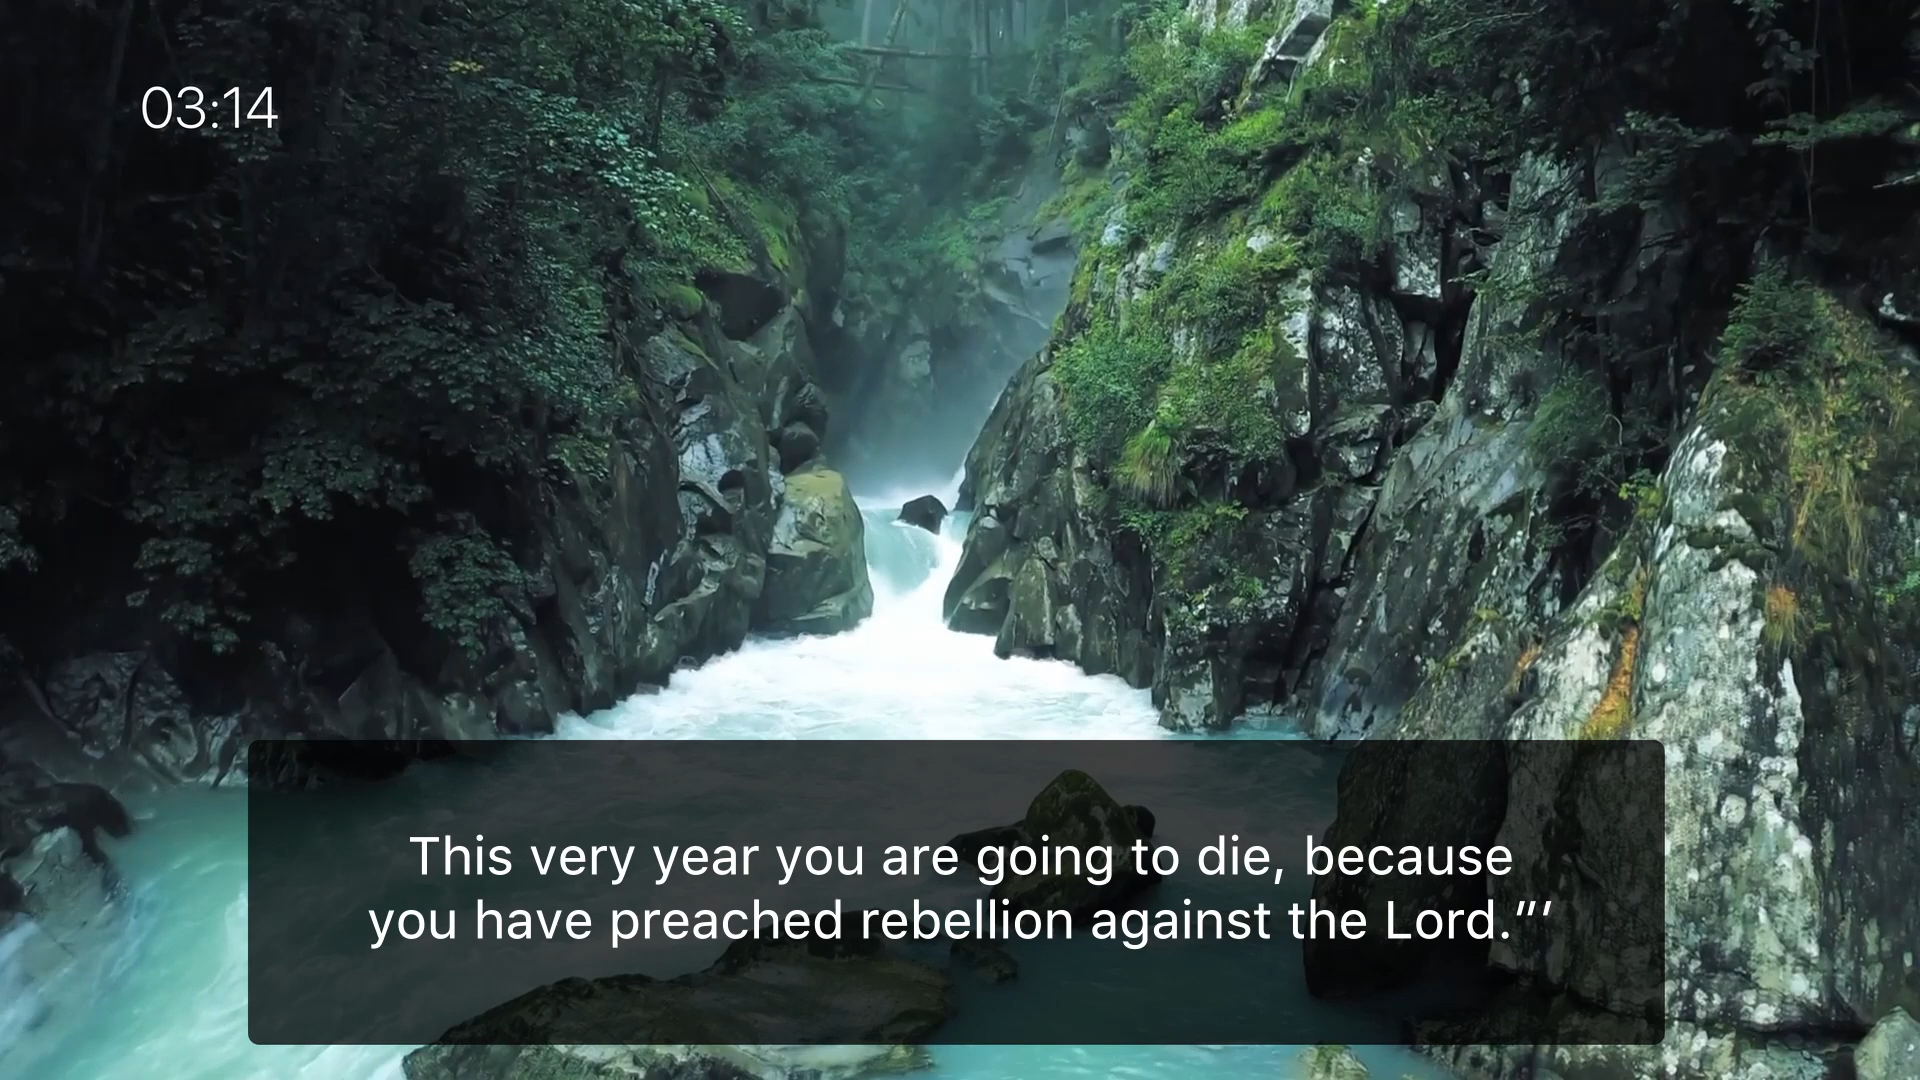 03:14
This very year you are going to die, because
you have preached rebellion against the Lord.”’